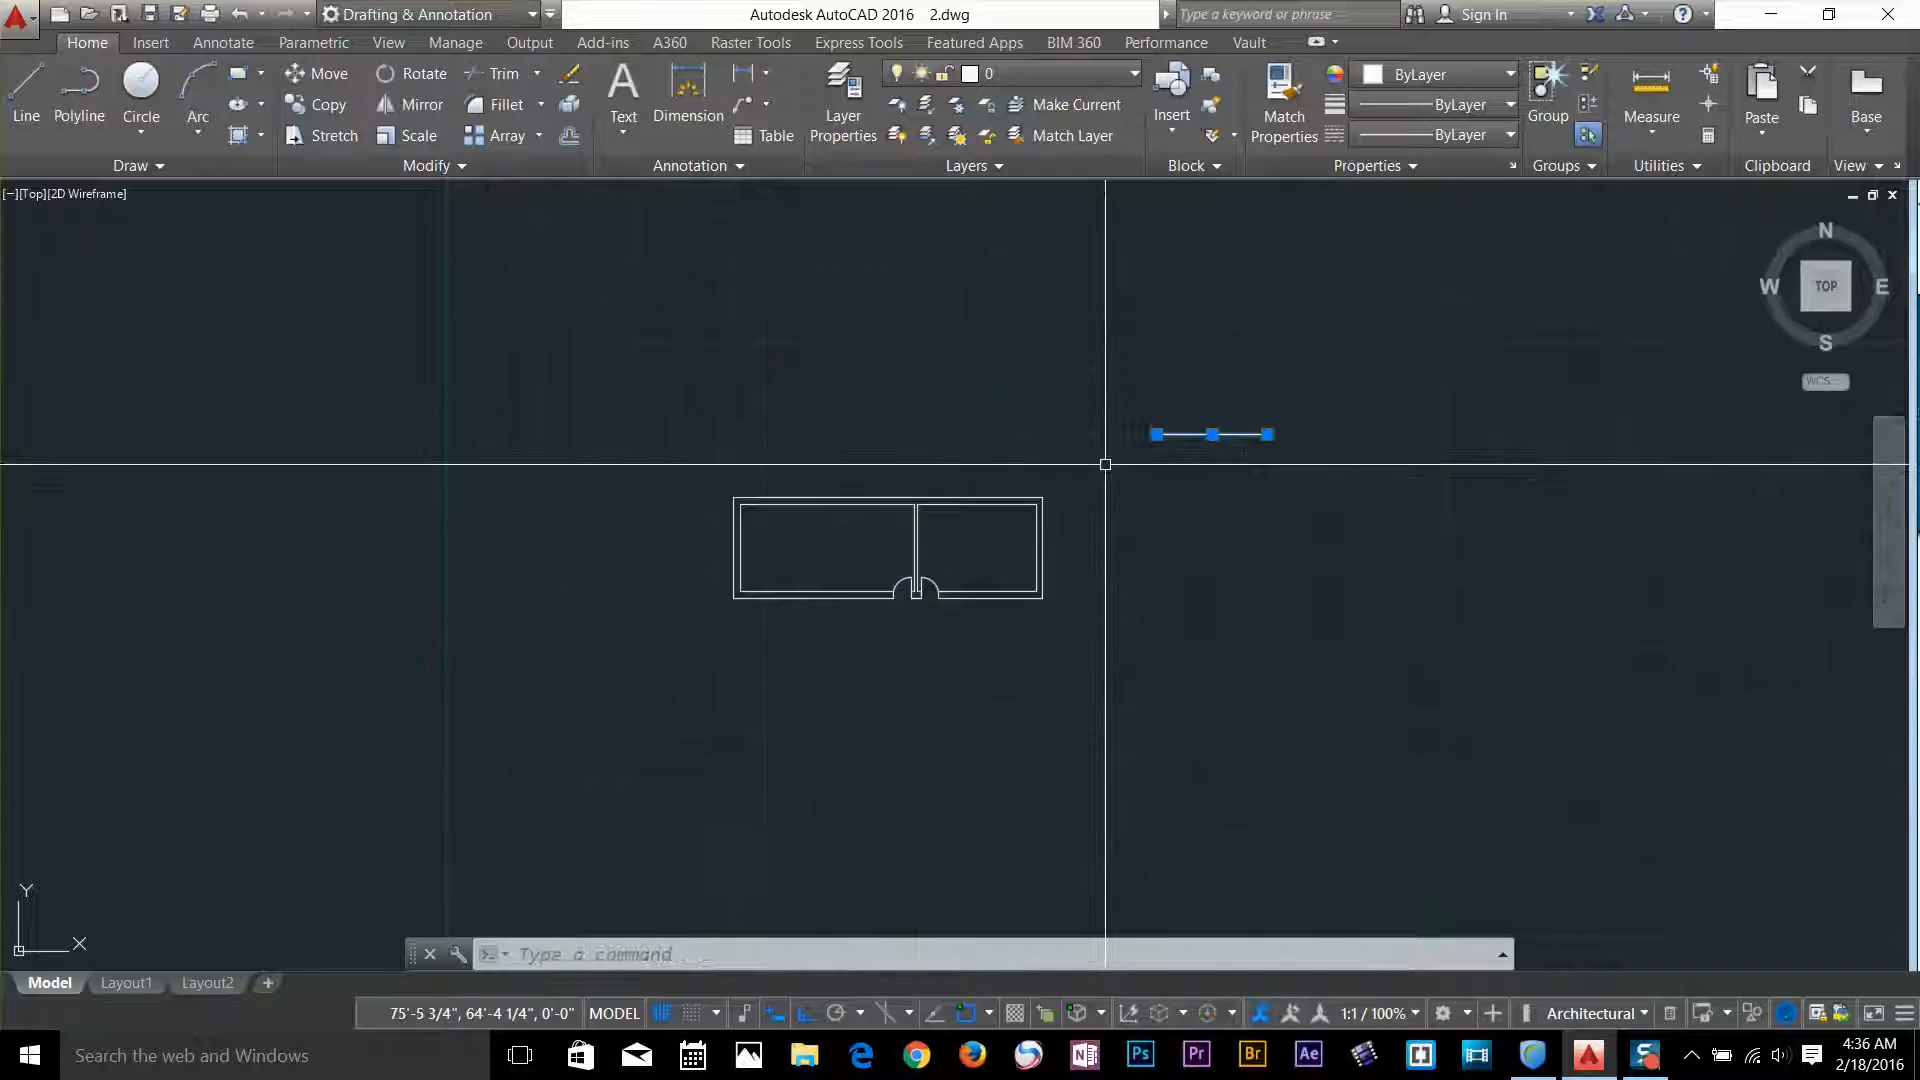 Drafting & Annotation
Autodesk AutoCAD 2016 2.dwg
Type a keyword or phrase
Sign In
Home Insert Annotate Parametric View Manage Output Add-ins A360 Raster Tools Express Tools Featured Apps BIM 360 Performance Vault
Line
Polyline
Circle
Arc
Move
Copy
Stretch
Rotate
Mirror
Scale
Trim
Fillet
Array
Text
Dimension
Table
Layer Properties
0
Make Current
Match Layer
Insert
Match Properties
ByLayer
ByLayer
ByLayer
Group
Measure
Paste
Base
Draw Modify Annotation Layers Block Properties Groups Utilities Clipboard View
[−][Top][2D Wireframe]
N
W TOP E
S
WCS
Y
X
Type a command
Model Layout1 Layout2 +
75'-5 3/4", 64'-4 1/4", 0'-0" MODEL 1:1 / 100% Architectural
Search the web and Windows
Ps Pr Br Ae
4:36 AM
2/18/2016